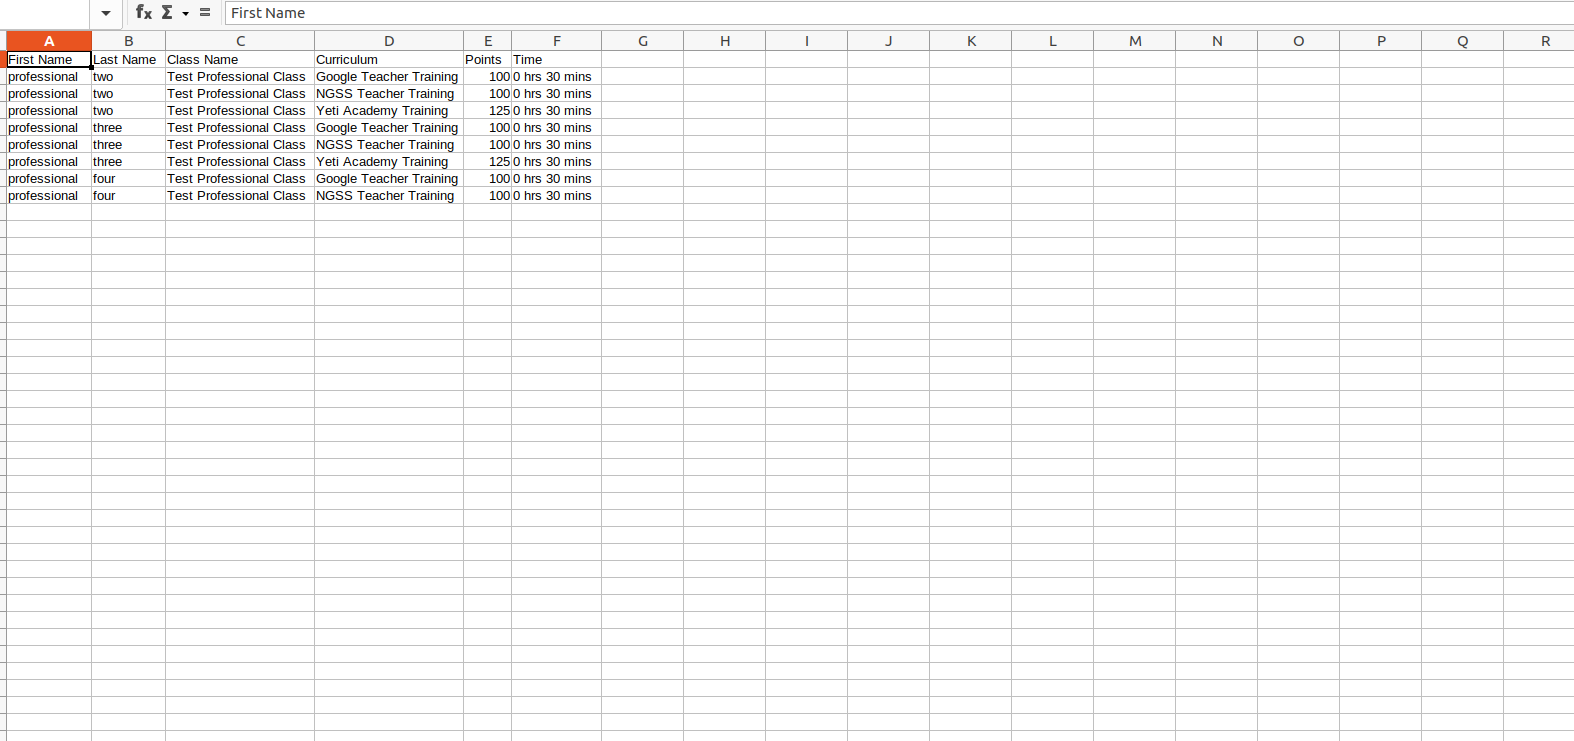 fx Σ = First Name
A B C D E F G H I J K L M N O P Q R
First Name Last Name Class Name Curriculum Points Time
professional two Test Professional Class Google Teacher Training 100 0 hrs 30 mins
professional two Test Professional Class NGSS Teacher Training 100 0 hrs 30 mins
professional two Test Professional Class Yeti Academy Training 125 0 hrs 30 mins
professional three Test Professional Class Google Teacher Training 100 0 hrs 30 mins
professional three Test Professional Class NGSS Teacher Training 100 0 hrs 30 mins
professional three Test Professional Class Yeti Academy Training 125 0 hrs 30 mins
professional four Test Professional Class Google Teacher Training 100 0 hrs 30 mins
professional four Test Professional Class NGSS Teacher Training 100 0 hrs 30 mins